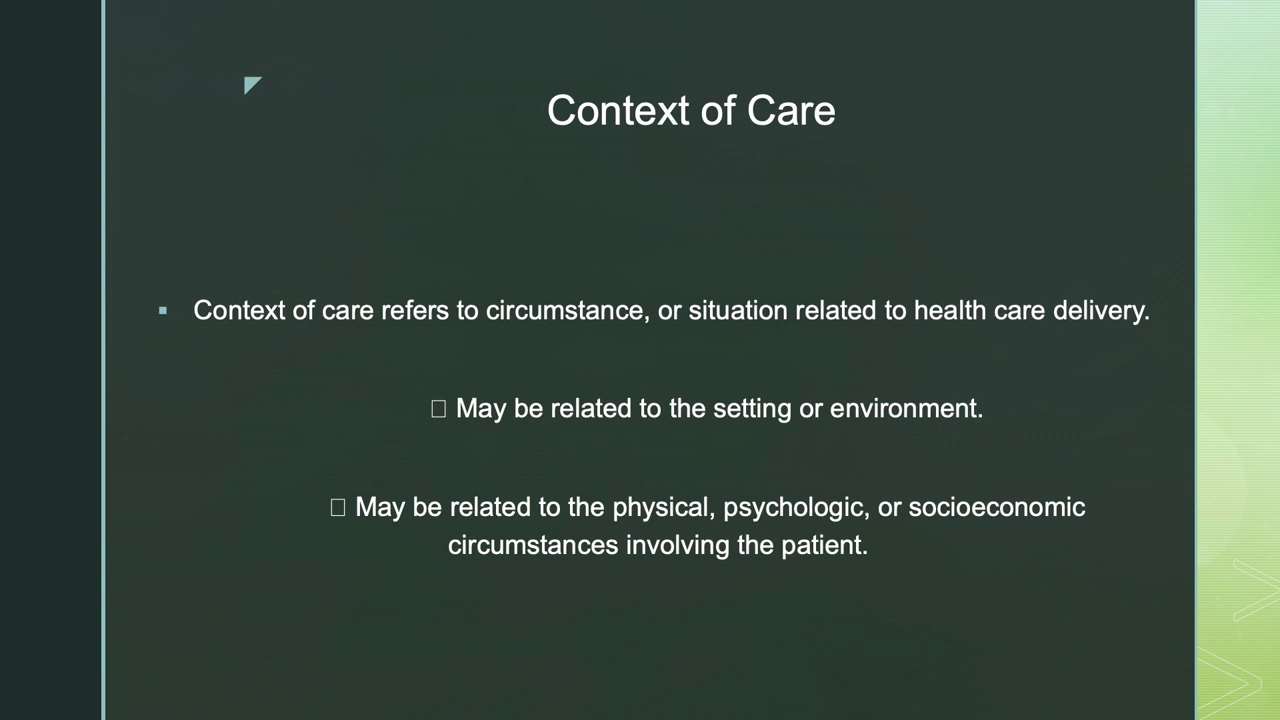 Context of Care
▪ Context of care refers to circumstance, or situation related to health care delivery.
□ May be related to the setting or environment.
□ May be related to the physical, psychologic, or socioeconomic
circumstances involving the patient.